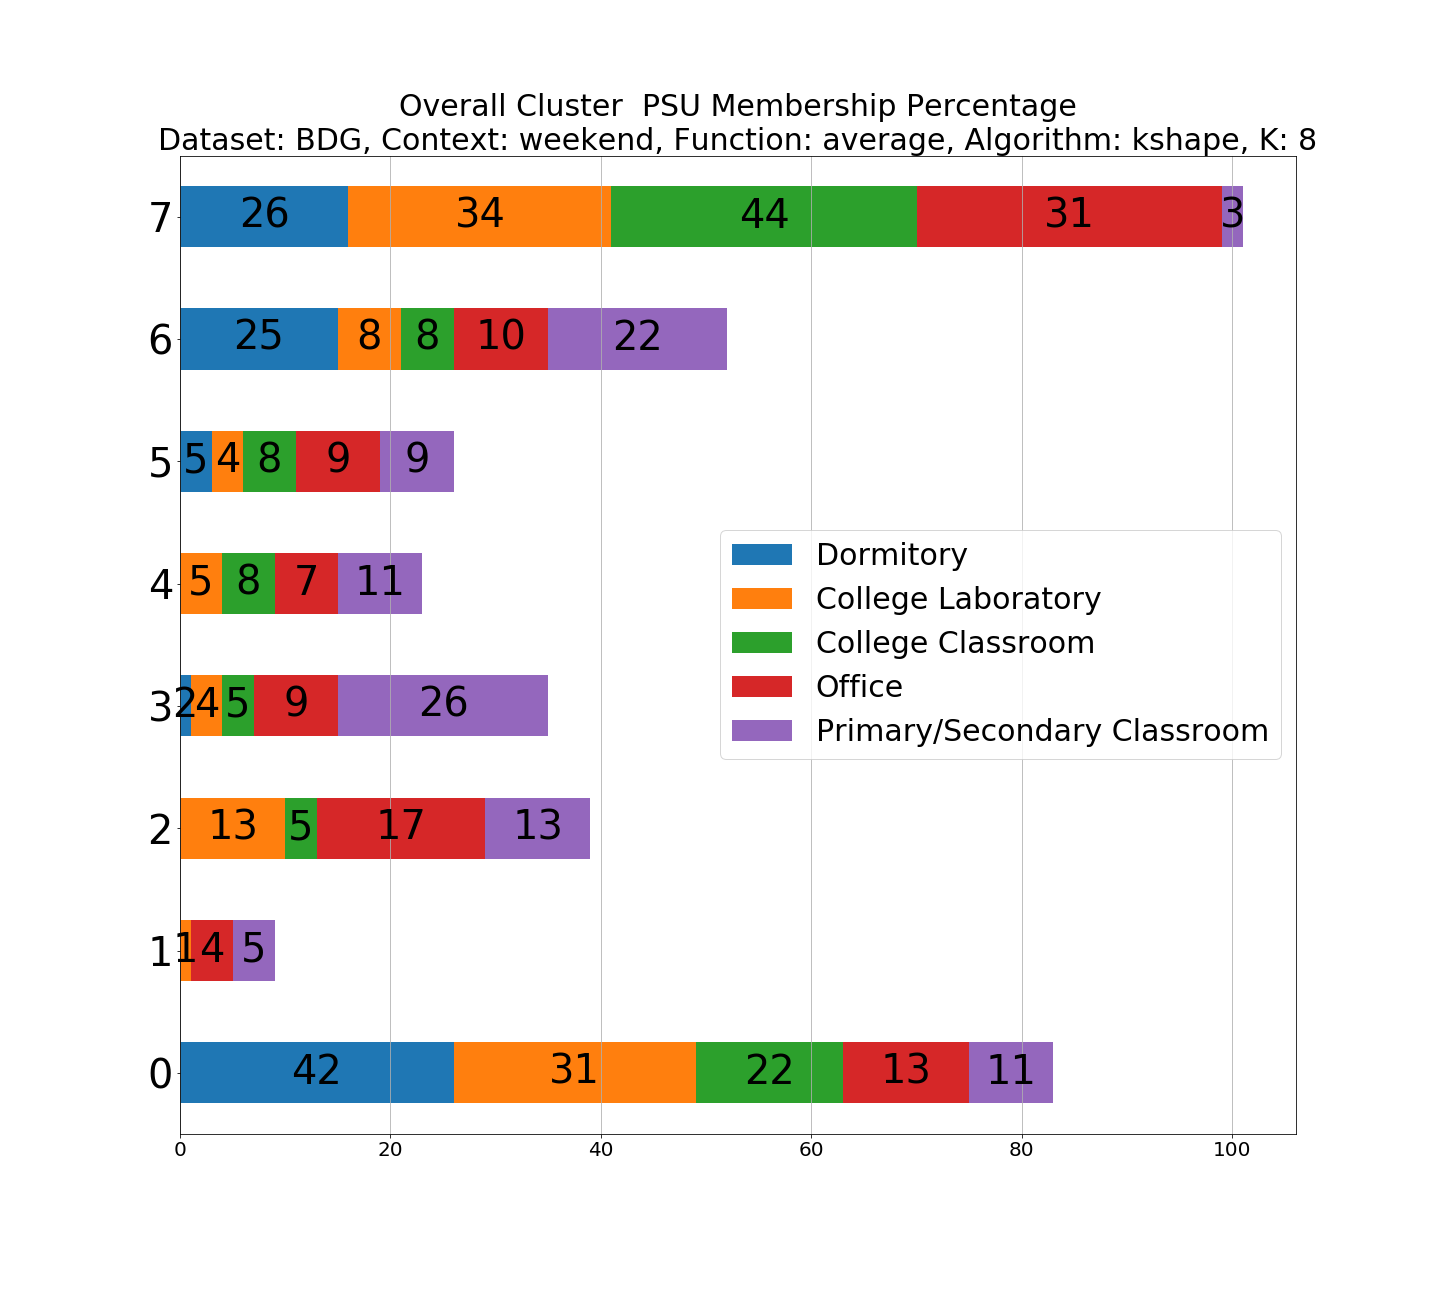 Overall Cluster  PSU Membership Percentage
Dataset: BDG, Context: weekend, Function: average, Algorithm: kshape, K: 8
7 26 34 44 31 3
6 25 8 8 10 22
5 5 4 8 9 9
4 5 8 7 11
3 2 4 5 9 26
2 13 5 17 13
1 1 4 5
0 42 31 22 13 11
Dormitory
College Laboratory
College Classroom
Office
Primary/Secondary Classroom
0 20 40 60 80 100